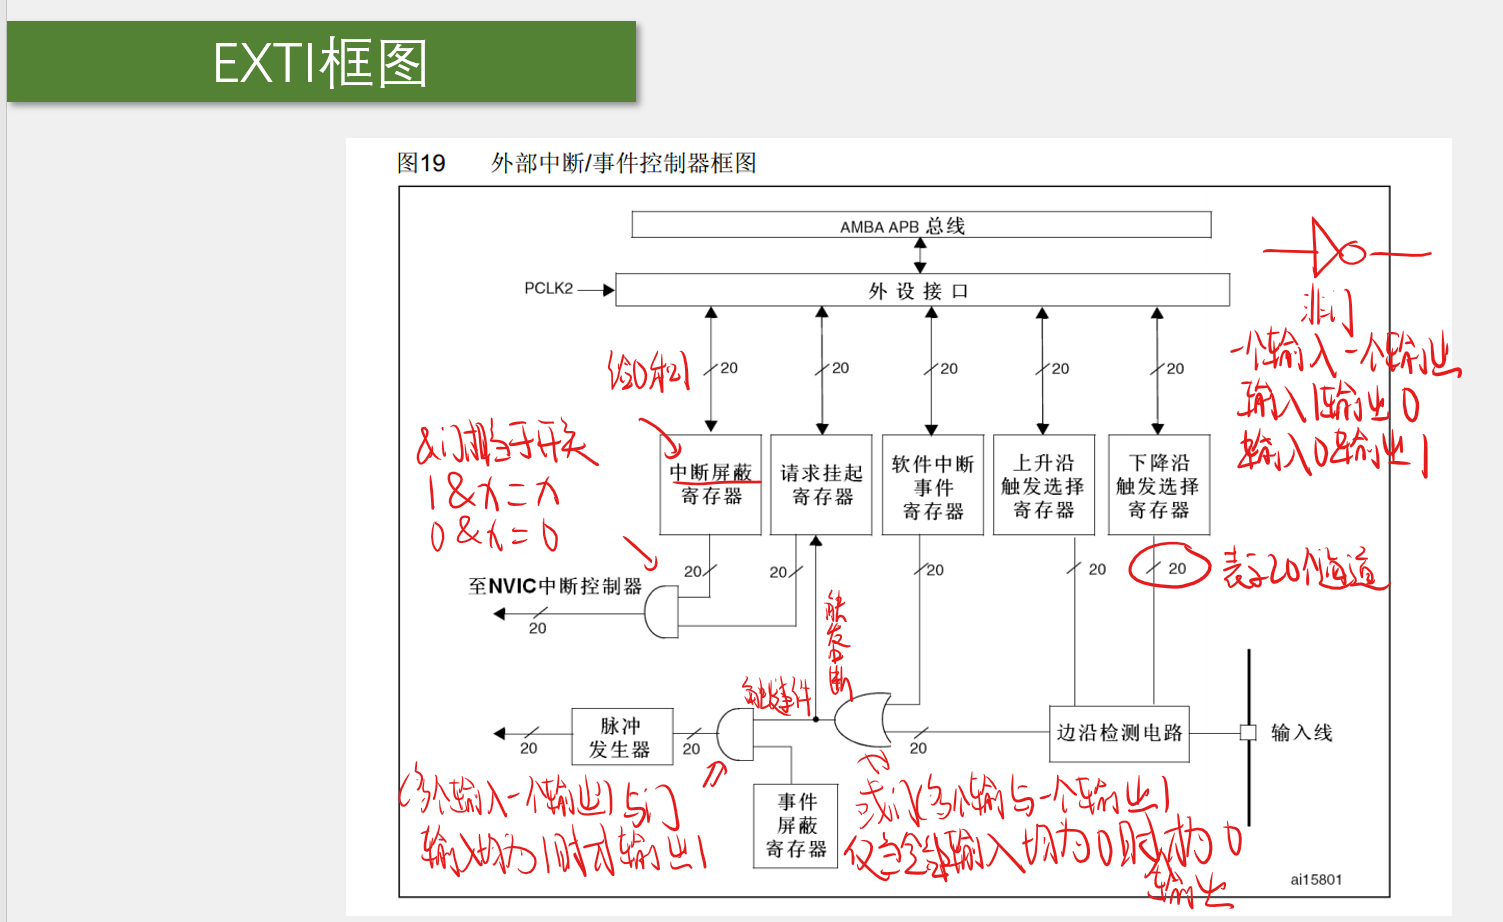 EXTI框图
图19 外部中断/事件控制器框图
AMBA APB 总线
PCLK2
外设接口
非门
一个输入一个输出
输入1输出0
输入0输出1
给0和1
20
20
20
20
20
&门相当于开关
1&x=x
0&x=0
中断屏蔽
寄存器
请求挂起
寄存器
软件中断
事件
寄存器
上升沿
触发选择
寄存器
下降沿
触发选择
寄存器
20
20
20
20
20
表示20个通道
至NVIC中断控制器
20
触发中断
触发事件
脉冲
发生器
20
20
20
边沿检测电路
输入线
(多个输入一个输出)与门
输入均为1时才输出1
事件
屏蔽
寄存器
或门(多个输与一个输出)
仅当全部输入均为0时才为0
输出
ai15801